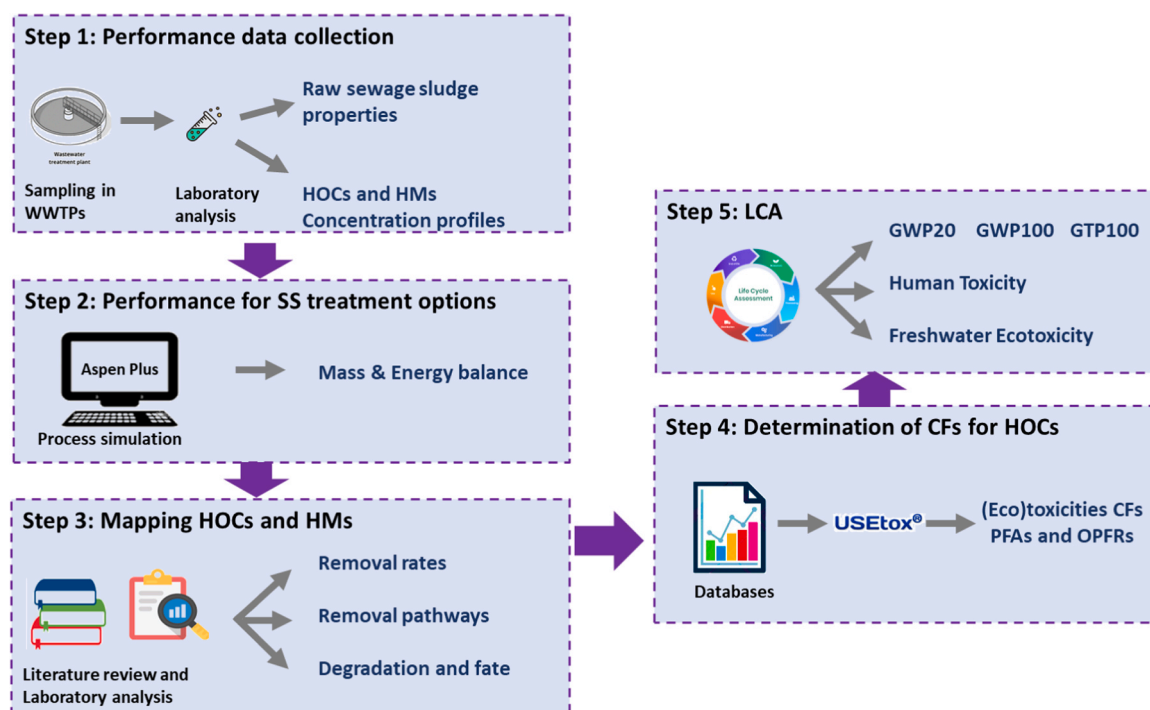 Step 1: Performance data collection
Raw sewage sludge
properties
Wastewater
treatment plant
Sampling in
WWTPs
Laboratory
analysis
HOCs and HMs
Concentration profiles
Step 2: Performance for SS treatment options
Aspen Plus
Mass & Energy balance
Process simulation
Step 3: Mapping HOCs and HMs
Removal rates
Removal pathways
Degradation and fate
Literature review and
Laboratory analysis
Step 4: Determination of CFs for HOCs
USEtox®
(Eco)toxicities CFs
PFAs and OPFRs
Databases
Step 5: LCA
GWP20 GWP100 GTP100
Life Cycle
Assessment
Human Toxicity
Freshwater Ecotoxicity